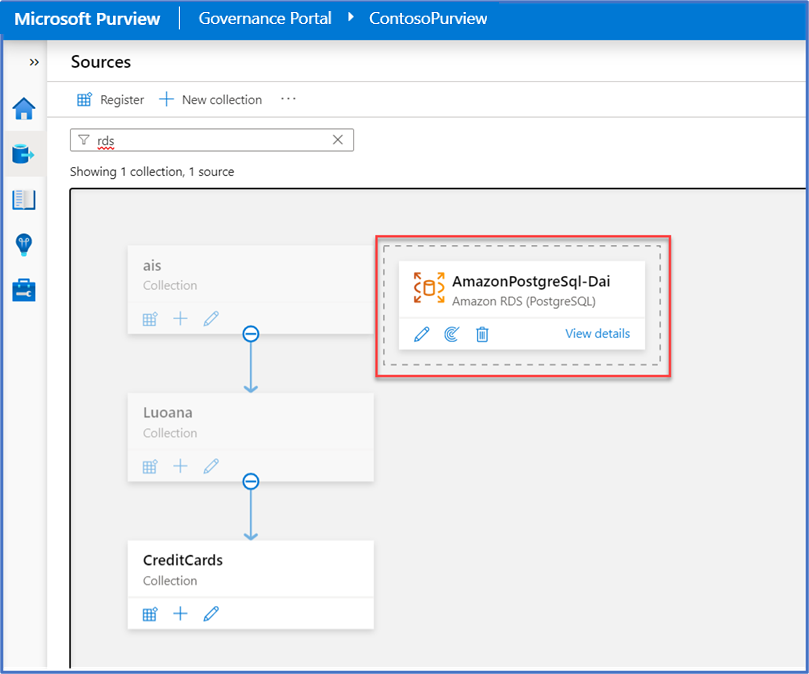 Microsoft Purview Governance Portal ContosoPurview
Sources
Register New collection ...
rds
Showing 1 collection, 1 source
ais
Collection
AmazonPostgreSql-Dai
Amazon RDS (PostgreSQL)
View details
Luoana
Collection
CreditCards
Collection